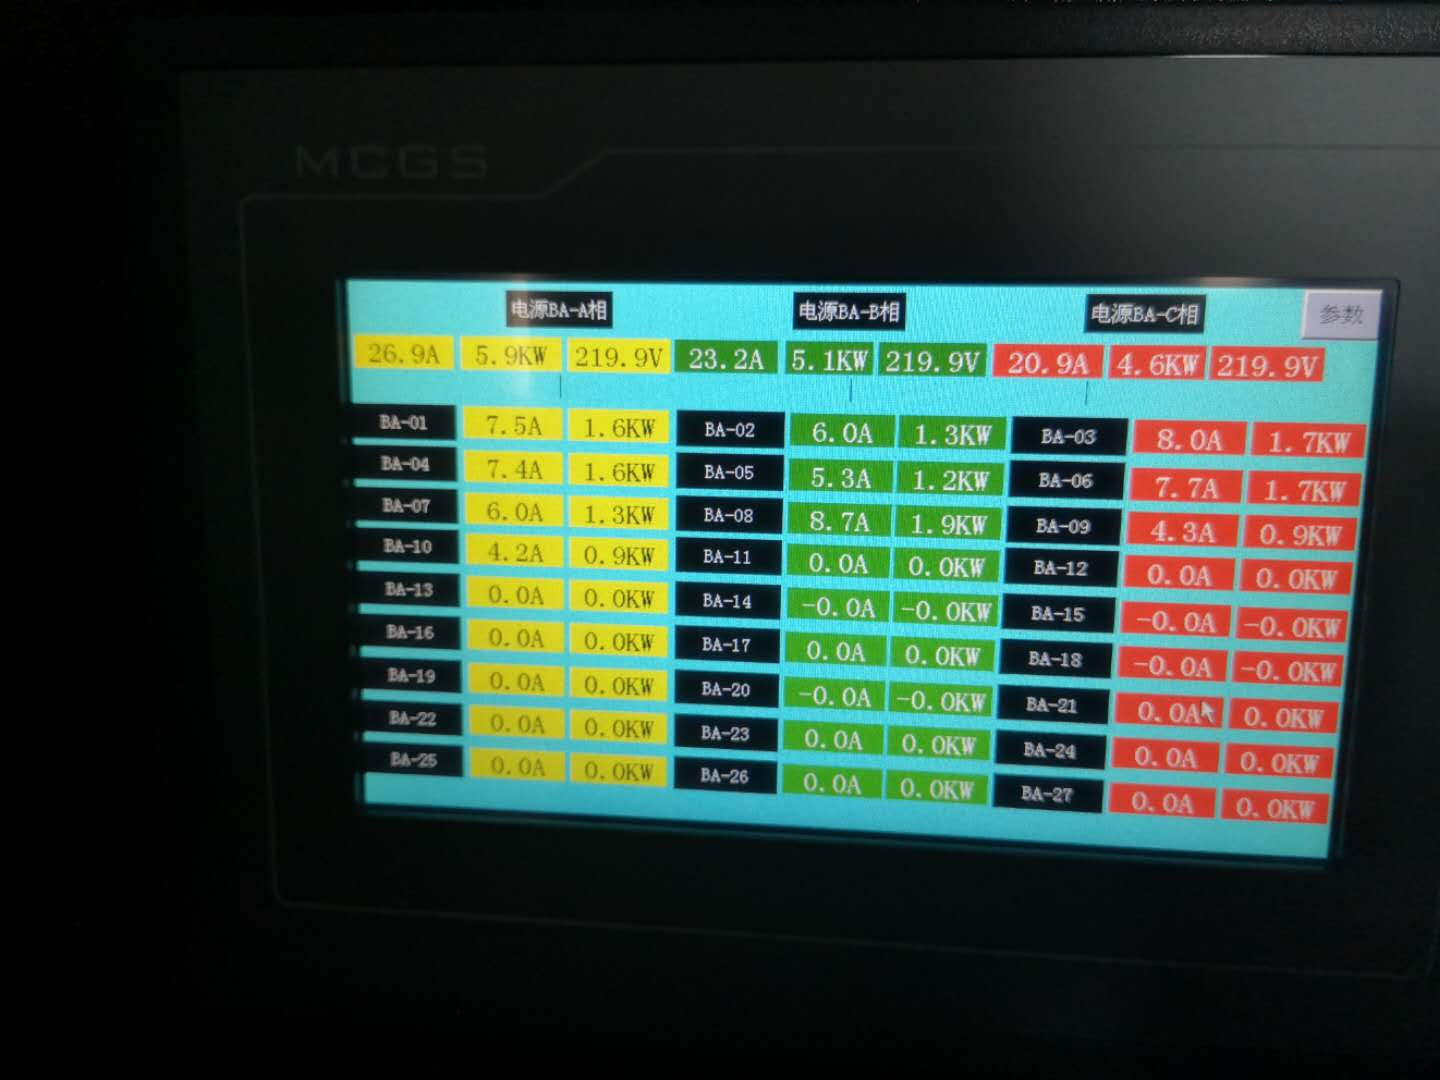 MCGS
电源BA-A相 电源BA-B相 电源BA-C相 参数
26.9A 5.9KW 219.9V 23.2A 5.1KW 219.9V 20.9A 4.6KW 219.9V
BA-01 7.5A 1.6KW BA-02 6.0A 1.3KW BA-03 8.0A 1.7KW
BA-04 7.4A 1.6KW BA-05 5.3A 1.2KW BA-06 7.7A 1.7KW
BA-07 6.0A 1.3KW BA-08 8.7A 1.9KW BA-09 4.3A 0.9KW
BA-10 4.2A 0.9KW BA-11 0.0A 0.0KW BA-12 0.0A 0.0KW
BA-13 0.0A 0.0KW BA-14 -0.0A -0.0KW BA-15 -0.0A -0.0KW
BA-16 0.0A 0.0KW BA-17 0.0A 0.0KW BA-18 -0.0A -0.0KW
BA-19 0.0A 0.0KW BA-20 -0.0A -0.0KW BA-21 0.0A 0.0KW
BA-22 0.0A 0.0KW BA-23 0.0A 0.0KW BA-24 0.0A 0.0KW
BA-25 0.0A 0.0KW BA-26 0.0A 0.0KW BA-27 0.0A 0.0KW